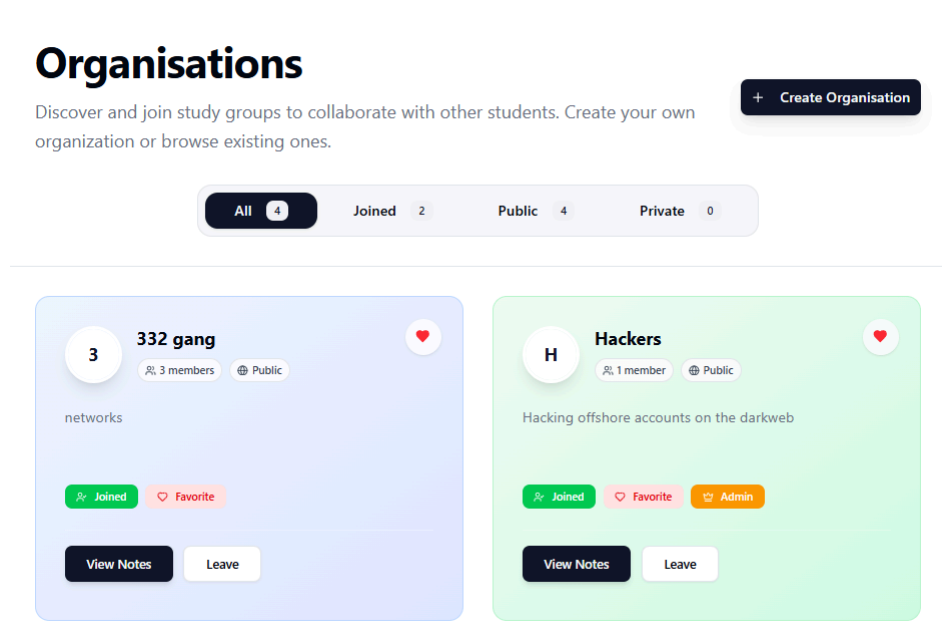 Organisations
Discover and join study groups to collaborate with other students. Create your own
organization or browse existing ones.
+ Create Organisation
All 4 Joined 2 Public 4 Private 0
3
332 gang
3 members Public
networks
Joined Favorite
View Notes Leave
H
Hackers
1 member Public
Hacking offshore accounts on the darkweb
Joined Favorite Admin
View Notes Leave